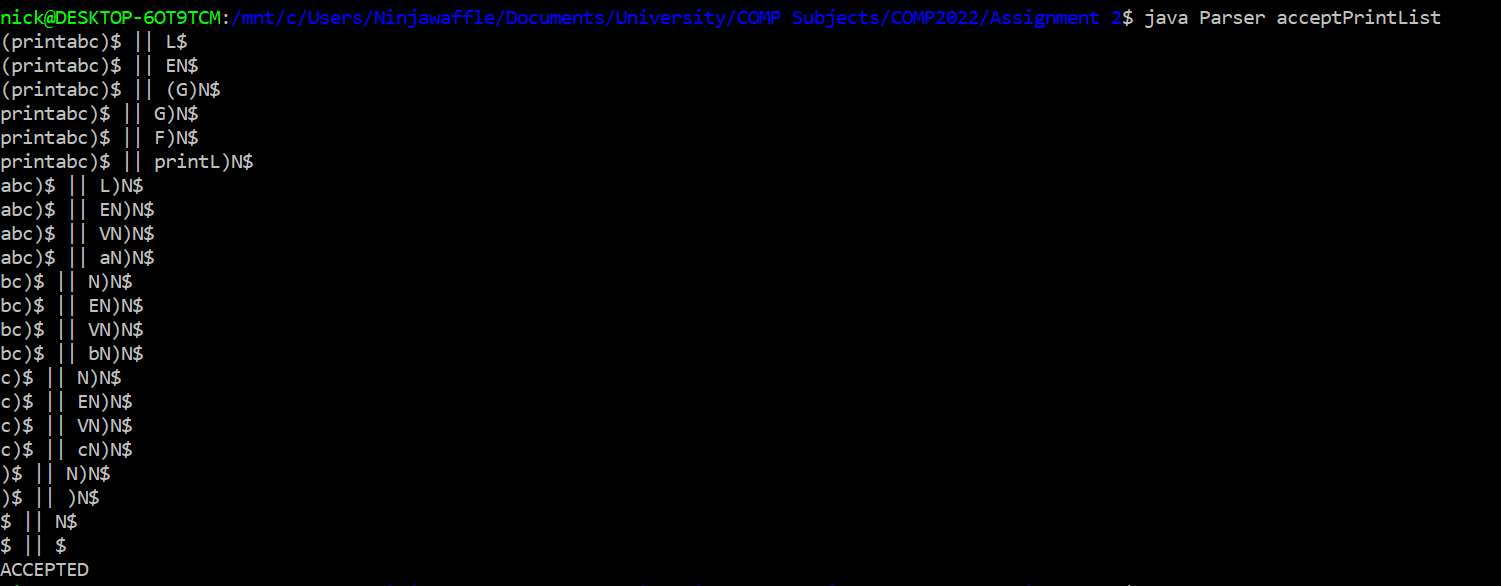 nick@DESKTOP-6OT9TCM:/mnt/c/Users/Ninjawaffle/Documents/University/COMP Subjects/COMP2022/Assignment 2$ java Parser acceptPrintList
(printabc)$ || L$
(printabc)$ || EN$
(printabc)$ || (G)N$
printabc)$ || G)N$
printabc)$ || F)N$
printabc)$ || printL)N$
abc)$ || L)N$
abc)$ || EN)N$
abc)$ || VN)N$
abc)$ || aN)N$
bc)$ || N)N$
bc)$ || EN)N$
bc)$ || VN)N$
bc)$ || bN)N$
c)$ || N)N$
c)$ || EN)N$
c)$ || VN)N$
c)$ || cN)N$
)$ || N)N$
)$ || )N$
$ || N$
$ || $
ACCEPTED